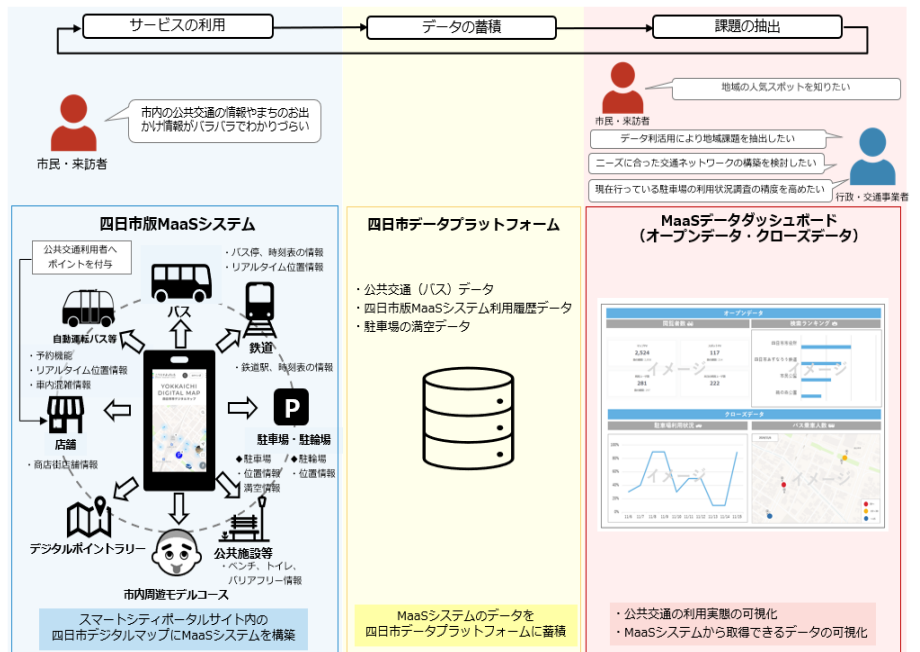 サービスの利用
データの蓄積
課題の抽出
市内の公共交通の情報やまちのお出
かけ情報がバラバラでわかりづらい
市民・来訪者
地域の人気スポットを知りたい
市民・来訪者
データ利活用により地域課題を抽出したい
ニーズに合った交通ネットワークの構築を検討したい
現在行っている駐車場の利用状況調査の精度を高めたい
行政・交通事業者
四日市版MaaSシステム
公共交通利用者へ
ポイントを付与
・バス停、時刻表の情報
・リアルタイム位置情報
バス
自動運転バス等
・予約機能
・リアルタイム位置情報
・車内混雑情報
鉄道
・鉄道駅、時刻表の情報
YOKKAICHI
DIGITAL MAP
店舗
・商店街店舗情報
P
駐車場・駐輪場
◆駐車場 /◆駐輪場
・位置情報 ・位置情報
満空情報
デジタルポイントラリー
公共施設等
・ベンチ、トイレ、
バリアフリー情報
市内周遊モデルコース
スマートシティポータルサイト内の
四日市デジタルマップにMaaSシステムを構築
四日市データプラットフォーム
・公共交通（バス）データ
・四日市版MaaSシステム利用履歴データ
・駐車場の満空データ
MaaSシステムのデータを
四日市データプラットフォームに蓄積
MaaSデータダッシュボード
（オープンデータ・クローズデータ）
オープンデータ
閲覧者数
検索ランキング
2,524
117
281
222
イメージ
イメージ
クローズデータ
駐車場利用状況
バス乗車人数
イメージ
イメージ
・公共交通の利用実態の可視化
・MaaSシステムから取得できるデータの可視化